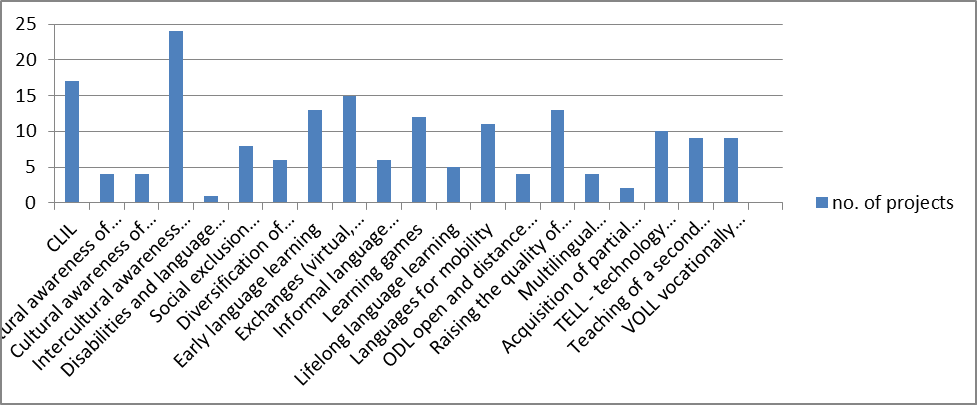 25
20
15
10
5
0
CLIL
tural awareness of...
Cultural awareness of...
Intercultural awareness...
Disabilities and language...
Social exclusion...
Diversification of...
Early language learning
Exchanges (virtual,...
Informal language...
Learning games
Lifelong language learning
Languages for mobility
ODL open and distance...
Raising the quality of...
Multilingual...
Acquisition of partial...
TELL - technology...
Teaching of a second...
VOLL vocationally...
no. of projects